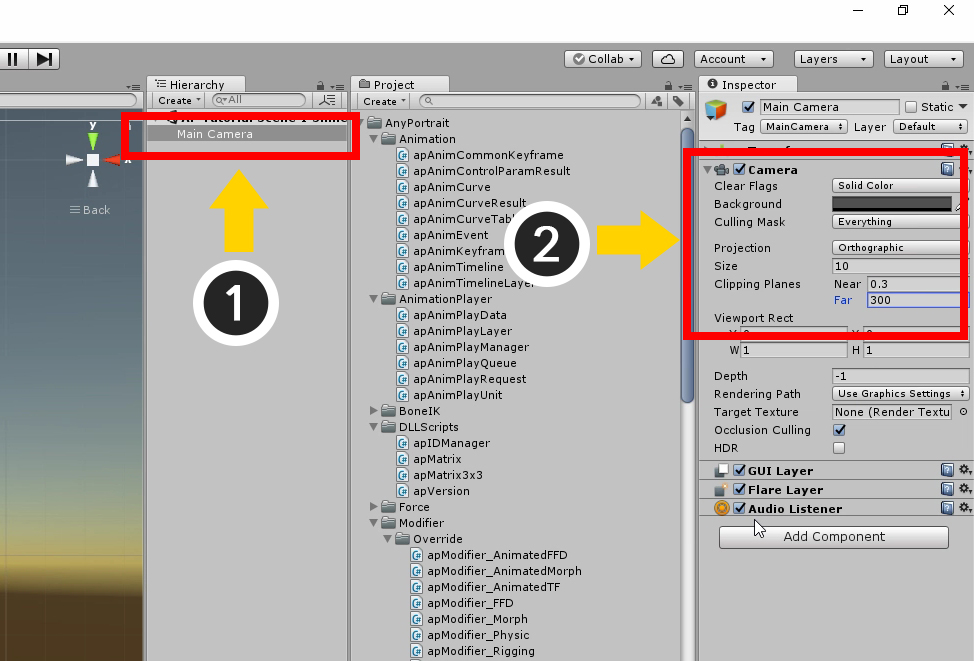 Collab
Account
Layers
Layout
Hierarchy
Create
All
Main Camera
y
x
Back
1
Project
Create
AnyPortrait
Animation
apAnimCommonKeyframe
apAnimControlParamResult
apAnimCurve
apAnimCurveResult
apAnimCurveTab
apAnimEvent
apAnimKeyfram
apAnimTimeline
apAnimTimelineLaye
AnimationPlayer
apAnimPlayData
apAnimPlayLayer
apAnimPlayManager
apAnimPlayQueue
apAnimPlayRequest
apAnimPlayUnit
BoneIK
DLLScripts
apIDManager
apMatrix
apMatrix3x3
apVersion
Force
Modifier
Override
apModifier_AnimatedFFD
apModifier_AnimatedMorph
apModifier_AnimatedTF
apModifier_FFD
apModifier_Morph
apModifier_Physic
apModifier_Rigging
2
Inspector
Main Camera Static
Tag MainCamera Layer Default
Camera
Clear Flags Solid Color
Background
Culling Mask Everything
Projection Orthographic
Size 10
Clipping Planes Near 0.3
Far 300
Viewport Rect
W 1 H 1
Depth -1
Rendering Path Use Graphics Settings
Target Texture None (Render Textu
Occlusion Culling
HDR
GUI Layer
Flare Layer
Audio Listener
Add Component